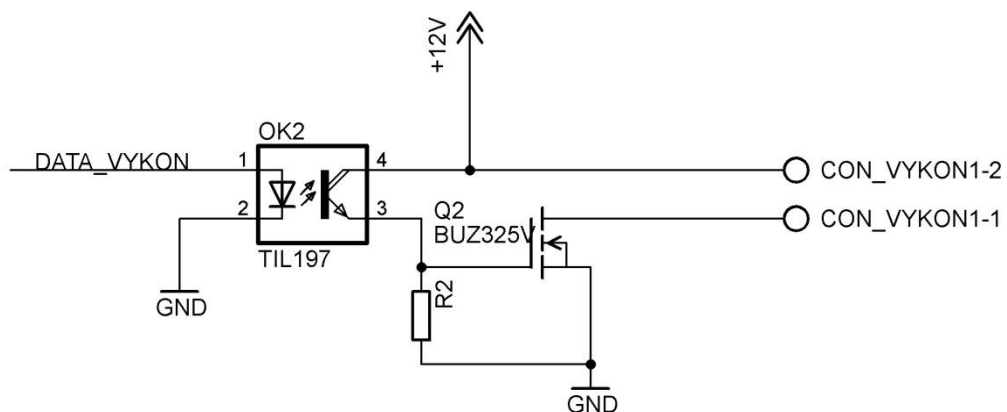 +12V
OK2
DATA_VYKON
1
4
2
3
TIL197
CON_VYKON1-2
Q2
BUZ325V
CON_VYKON1-1
R2
GND
GND